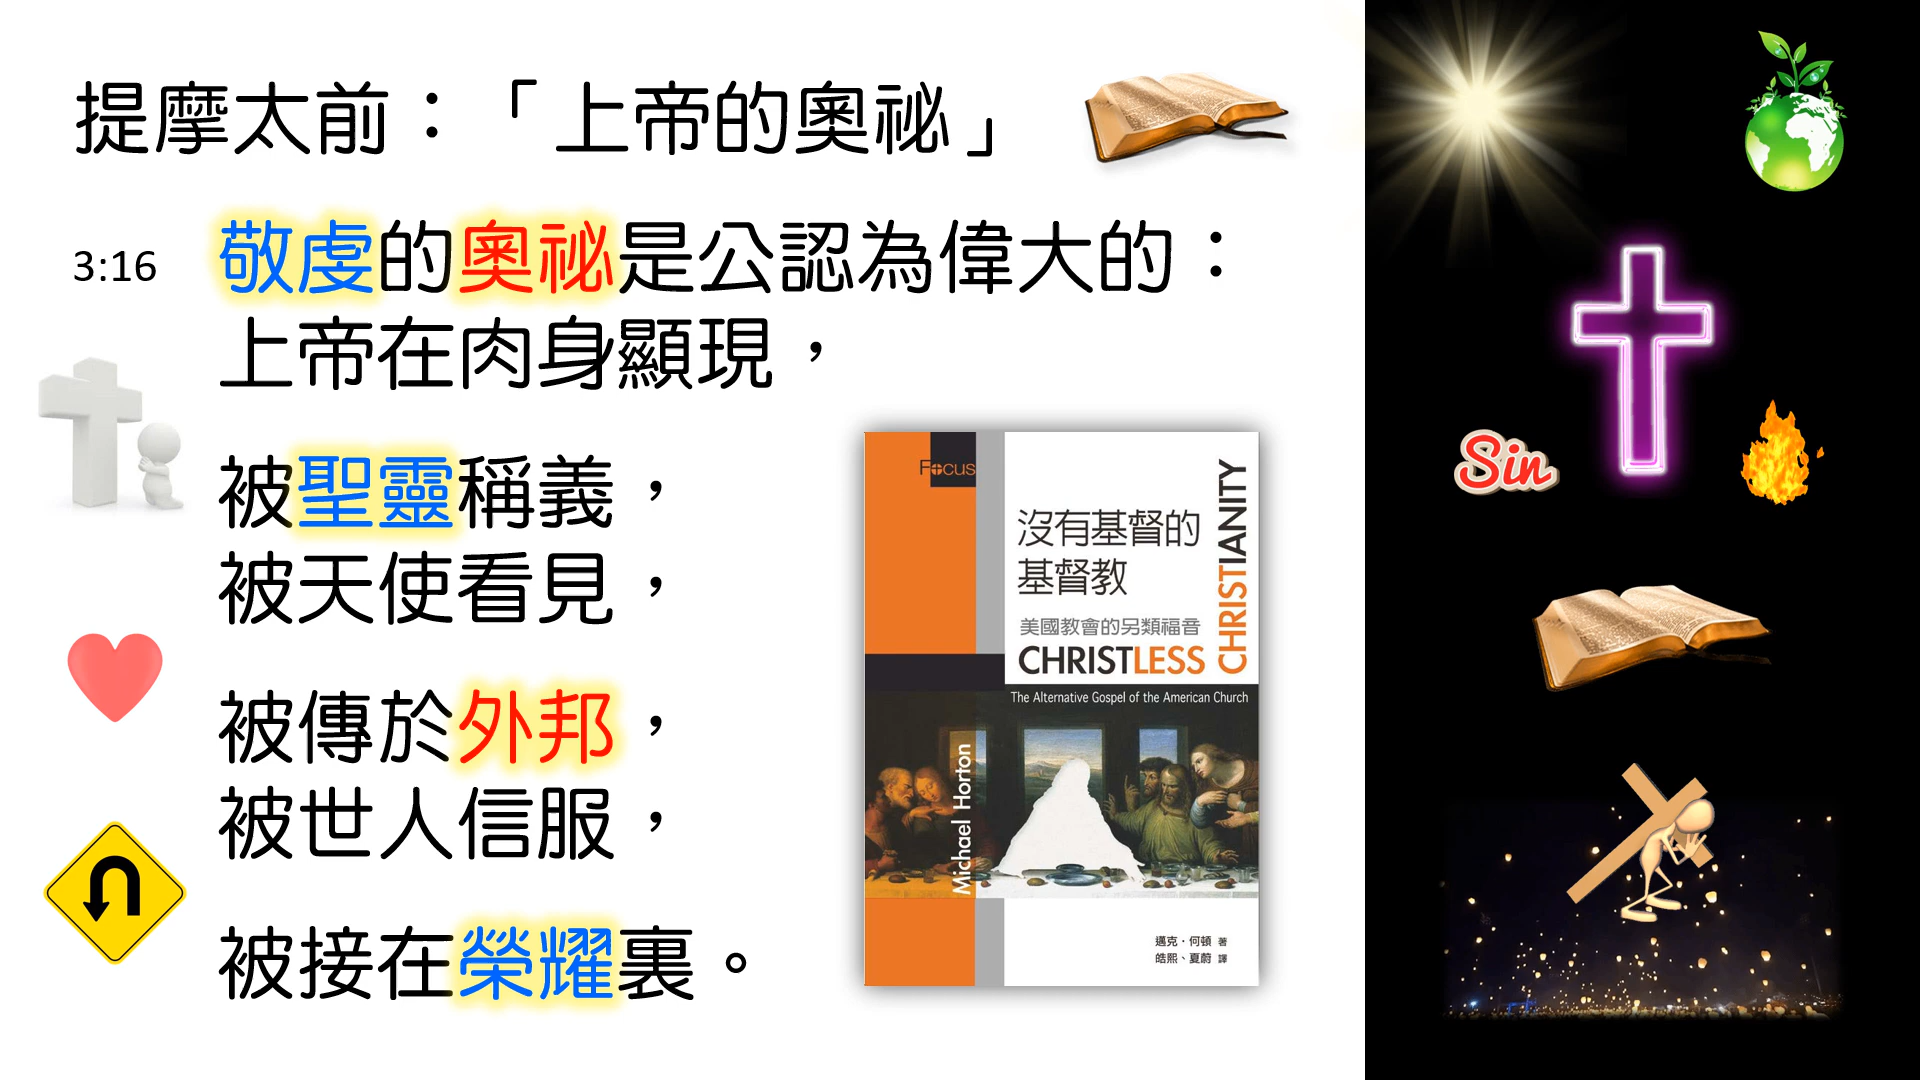 提摩太前：「上帝的奧祕」
3:16
敬虔的奧祕是公認為偉大的：
上帝在肉身顯現，
被聖靈稱義，
被天使看見，
被傳於外邦，
被世人信服，
被接在榮耀裏。
Focus
沒有基督的
基督教
美國教會的另類福音
CHRISTLESS
CHRISTIANITY
The Alternative Gospel of the American Church
Michael Horton
邁克·何頓 著
皓熙、夏蔚 譯
Sin